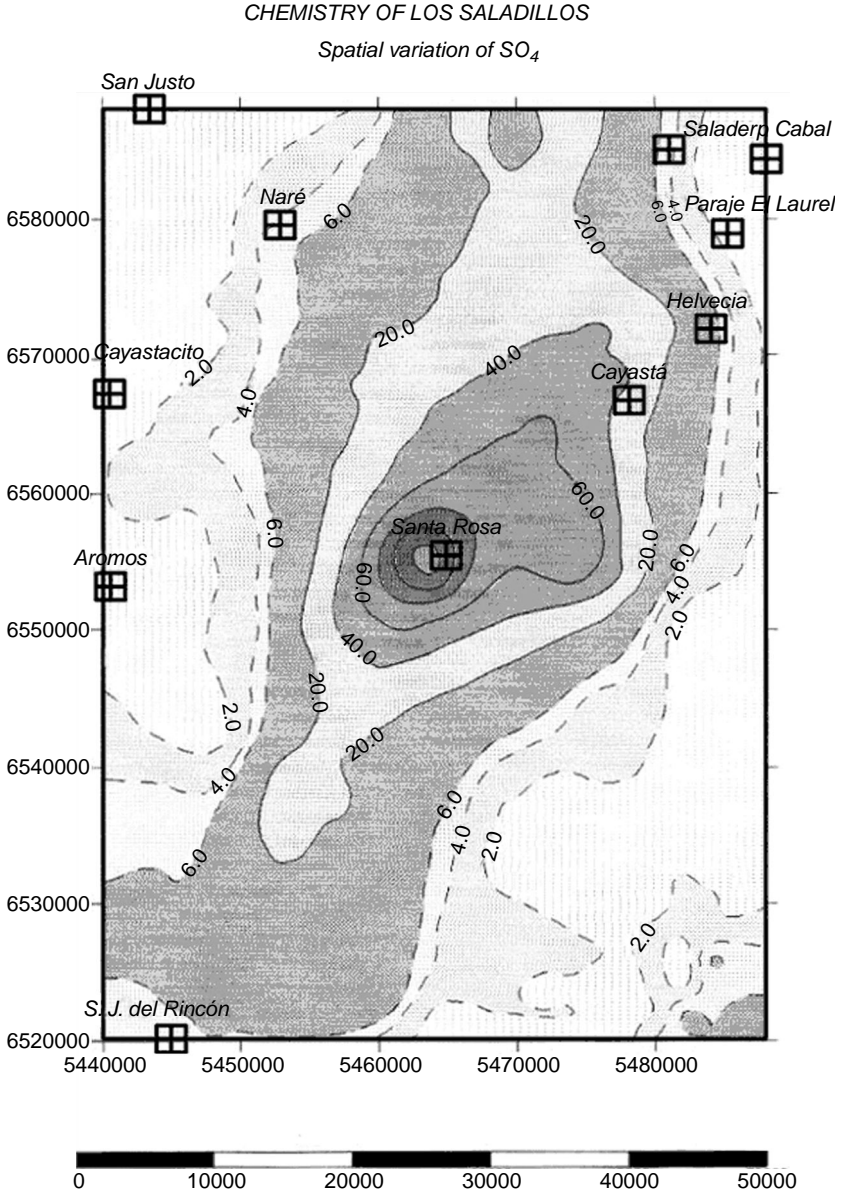 CHEMISTRY OF LOS SALADILLOS
Spatial variation of SO4
San Justo
Saladerp Cabal
Naré
6.0
6.0
4.0
Paraje El Laurel
6580000
20.0
Helvecia
20.0
6570000
Cayastacito
2.0
40.0
Cayastá
4.0
6560000
60.0
6.0
Santa Rosa
20.0
Aromos
60.0
6.0
4.0
6550000
2.0
40.0
20.0
2.0
20.0
6540000
4.0
6.0
4.0
2.0
6.0
6530000
2.0
S. J. del Rincón
6520000
5440000 5450000 5460000 5470000 5480000
0 10000 20000 30000 40000 50000